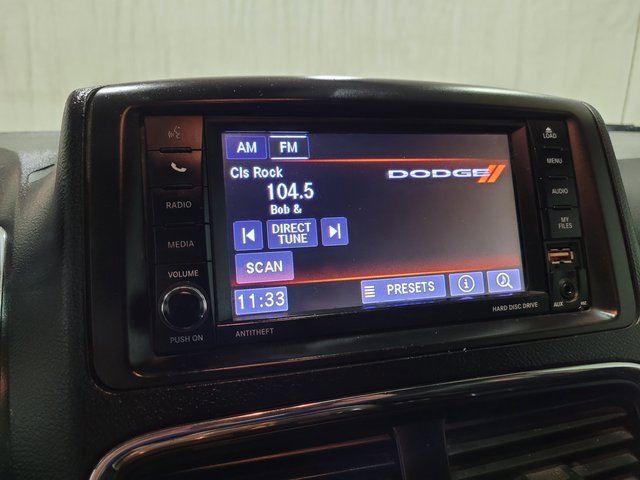 AM FM
Cls Rock
104.5
Bob &
DODGE
DIRECT
TUNE
SCAN
11:33
PRESETS
RADIO
MEDIA
VOLUME
PUSH ON
ANTITHEFT
LOAD
MENU
AUDIO
MY
FILES
AUX
HARD DISC DRIVE